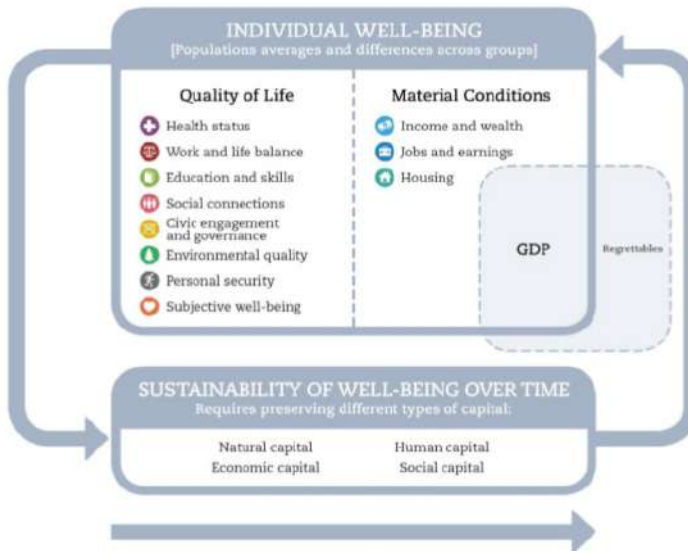 INDIVIDUAL WELL-BEING
[Populations averages and differences across groups]
Quality of Life
Health status
Work and life balance
Education and skills
Social connections
Civic engagement
and governance
Environmental quality
Personal security
Subjective well-being
Material Conditions
Income and wealth
Jobs and earnings
Housing
GDP
Regrettables
SUSTAINABILITY OF WELL-BEING OVER TIME
Requires preserving different types of capital:
Natural capital
Human capital
Economic capital
Social capital